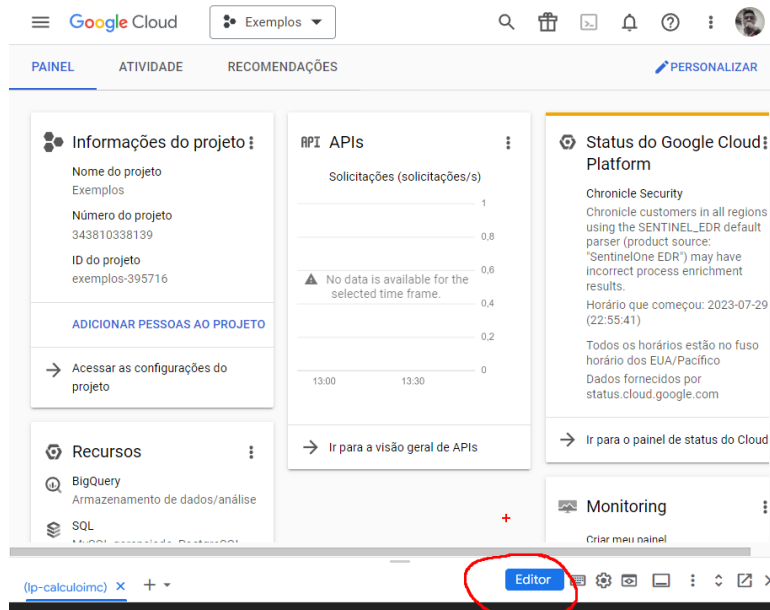 Google Cloud
Exemplos
PAINEL
ATIVIDADE
RECOMENDAÇÕES
PERSONALIZAR
Informações do projeto
Nome do projeto
Exemplos
Número do projeto
343810338139
ID do projeto
exemplos-395716
ADICIONAR PESSOAS AO PROJETO
Acessar as configurações do
projeto
Recursos
BigQuery
Armazenamento de dados/análise
SQL
API APIs
Solicitações (solicitações/s)
1
0,8
0,6
0,4
0,2
0
No data is available for the
selected time frame.
13:00
13:30
Ir para a visão geral de APIs
Status do Google Cloud
Platform
Chronicle Security
Chronicle customers in all regions
using the SENTINEL_EDR default
parser (product source:
"SentinelOne EDR") may have
incorrect process enrichment
results.
Horário que começou: 2023-07-29
(22:55:41)
Todos os horários estão no fuso
horário dos EUA/Pacífico
Dados fornecidos por
status.cloud.google.com
Ir para o painel de status do Cloud
Monitoring
Criar meu painel
(lp-calculoimc)
Editor